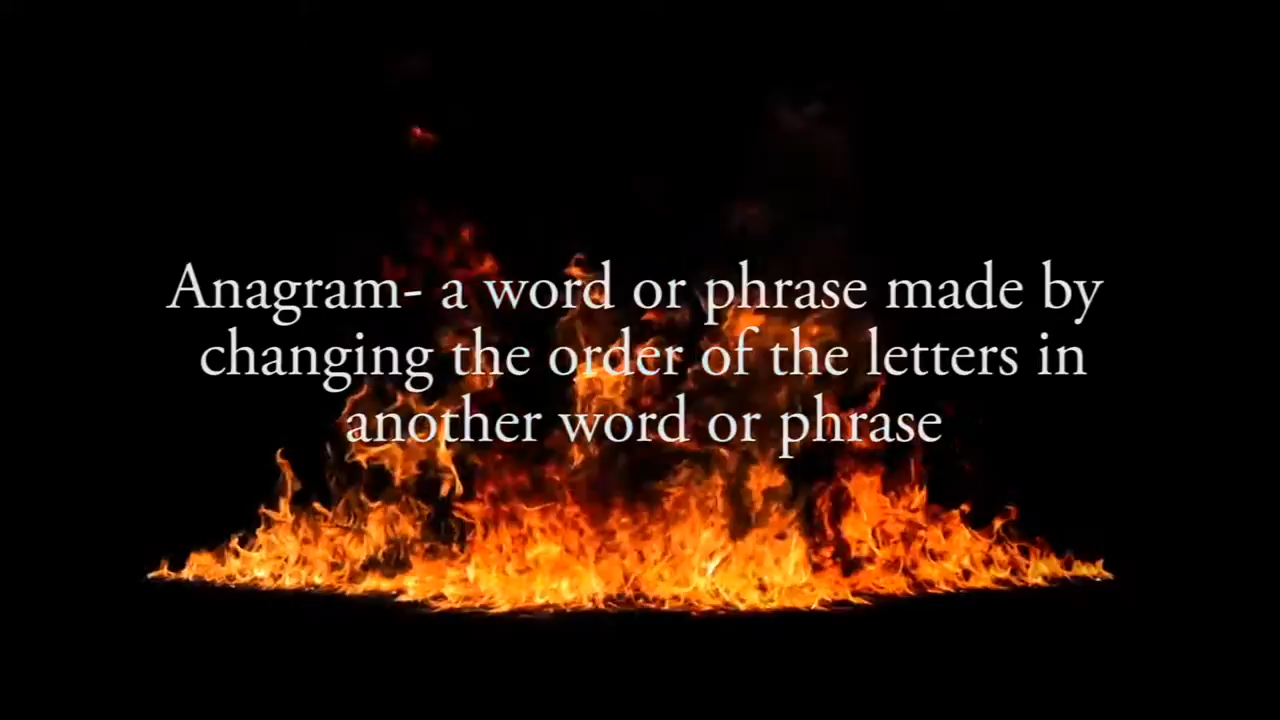 Anagram- a word or phrase made by
changing the order of the letters in
another word or phrase